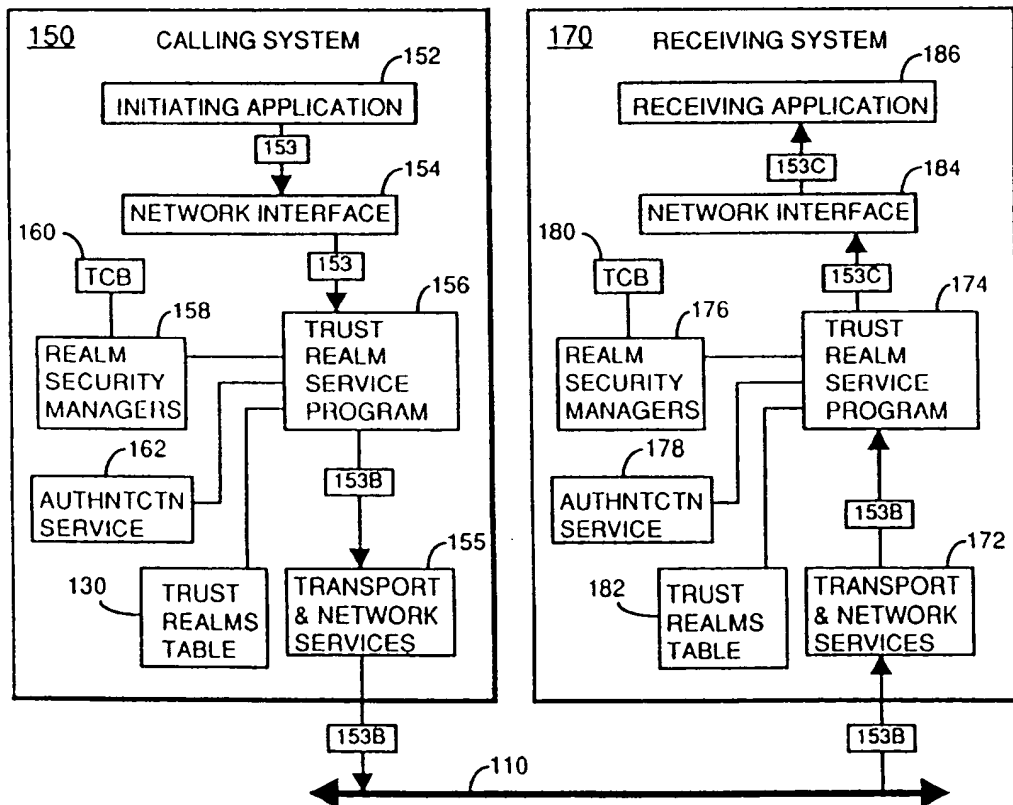 150 CALLING SYSTEM
152
INITIATING APPLICATION
153
154
NETWORK INTERFACE
160
TCB
153
156
158
REALM
SECURITY
MANAGERS
TRUST
REALM
SERVICE
PROGRAM
162
AUTHNTCTN
SERVICE
153B
155
130
TRUST
REALMS
TABLE
TRANSPORT
& NETWORK
SERVICES
153B
170 RECEIVING SYSTEM
186
RECEIVING APPLICATION
153C
184
NETWORK INTERFACE
180
TCB
153C
174
176
REALM
SECURITY
MANAGERS
TRUST
REALM
SERVICE
PROGRAM
178
AUTHNTCTN
SERVICE
153B
172
182
TRUST
REALMS
TABLE
TRANSPORT
& NETWORK
SERVICES
153B
110